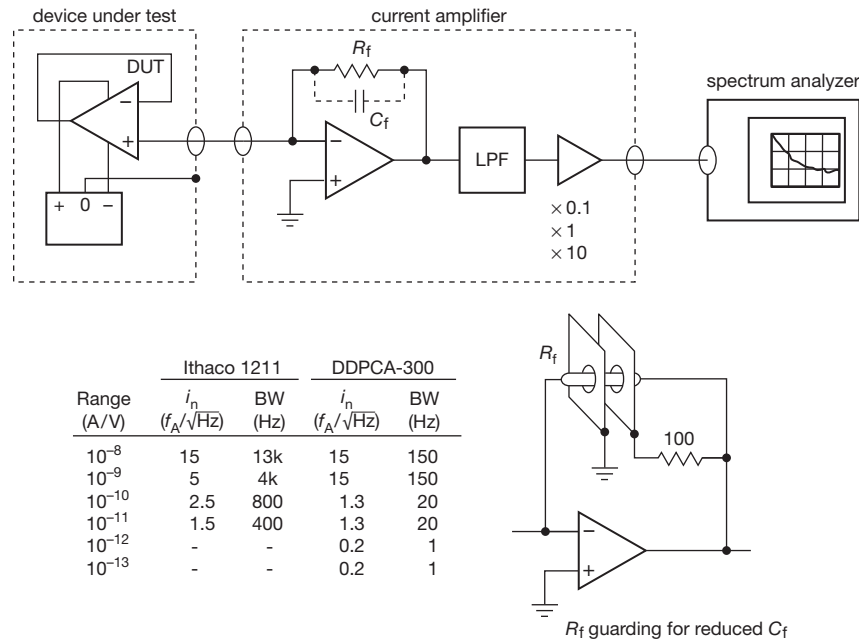 device under test
current amplifier
spectrum analyzer
DUT
−
+
+ 0 −
Rf
Cf
−
+
LPF
× 0.1
× 1
× 10
Ithaco 1211 DDPCA-300
Range in BW in BW
(A/V) (fA/√Hz) (Hz) (fA/√Hz) (Hz)
10⁻⁸ 15 13k 15 150
10⁻⁹ 5 4k 15 150
10⁻¹⁰ 2.5 800 1.3 20
10⁻¹¹ 1.5 400 1.3 20
10⁻¹² - - 0.2 1
10⁻¹³ - - 0.2 1
Rf
100
−
+
Rf guarding for reduced Cf